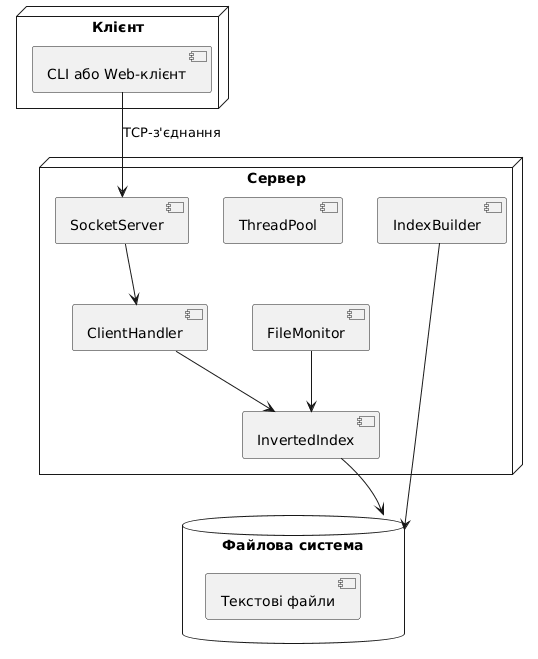 Клієнт
CLI або Web-клієнт
TCP-з'єднання
Сервер
SocketServer
ThreadPool
IndexBuilder
ClientHandler
FileMonitor
InvertedIndex
Файлова система
Текстові файли